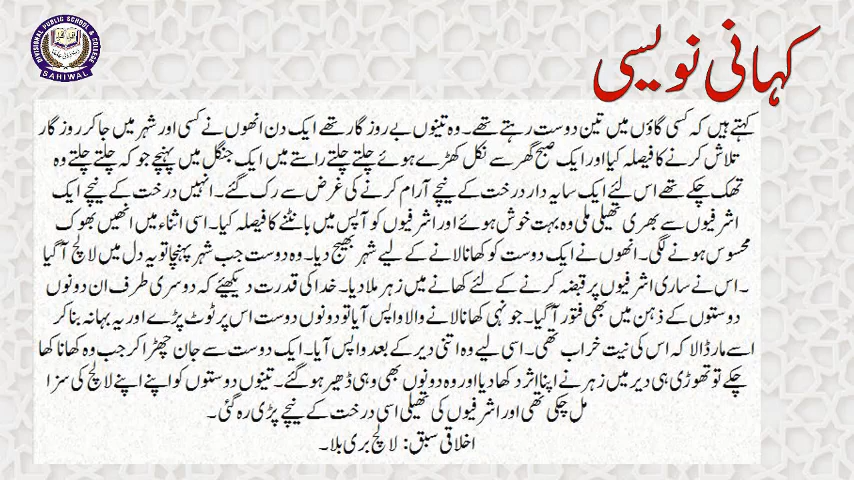 DIVISIONAL PUBLIC SCHOOL & COLLEGE
SAHIWAL
کہانی نویسی
کہتے ہیں کہ کسی گاؤں میں تین دوست رہتے تھے۔ وہ تینوں بے روزگار تھے ایک دن انھوں نے کسی اور شہر میں جا کر روزگار
تلاش کرنے کا فیصلہ کیا اور ایک صبح گھر سے نکل کھڑے ہوئے چلتے چلتے راستے میں ایک جنگل میں پہنچے جو کہ چلتے چلتے وہ
تھک چکے تھے اس لئے ایک سایہ دار درخت کے نیچے آرام کرنے کی غرض سے رک گئے۔ انہیں درخت کے نیچے ایک
اشرفیوں سے بھری تھیلی ملی وہ بہت خوش ہوئے اور اشرفیوں کو آپس میں بانٹنے کا فیصلہ کیا۔ اسی اثناء میں انھیں بھوک
محسوس ہونے لگی۔ انھوں نے ایک دوست کو کھانا لانے کے لیے شہر بھیج دیا۔ وہ دوست جب شہر پہنچا تو یہ دل میں لالچ آ گیا
۔ اس نے ساری اشرفیوں پر قبضہ کرنے کے لئے کھانے میں زہر ملا دیا۔ خدا کی قدرت دیکھئے کہ دوسری طرف ان دونوں
دوستوں کے ذہن میں بھی فتور آ گیا۔ جونہی کھانا لانے والا واپس آیا تو دونوں دوست اس پر ٹوٹ پڑے اور یہ بہانہ بنا کر
اسے مار ڈالا کہ اس کی نیت خراب تھی۔ اسی لیے وہ اتنی دیر کے بعد واپس آیا۔ ایک دوست سے جان چھڑا کر جب وہ کھانا کھا
چکے تو تھوڑی ہی دیر میں زہر نے اپنا اثر دکھا دیا اور وہ دونوں بھی وہی ڈھیر ہو گئے۔ تینوں دوستوں کو اپنے اپنے لالچ کی سزا
مل چکی تھی اور اشرفیوں کی تھیلی اسی درخت کے نیچے پڑی رہ گئی۔
اخلاقی سبق: لالچ بری بلا۔